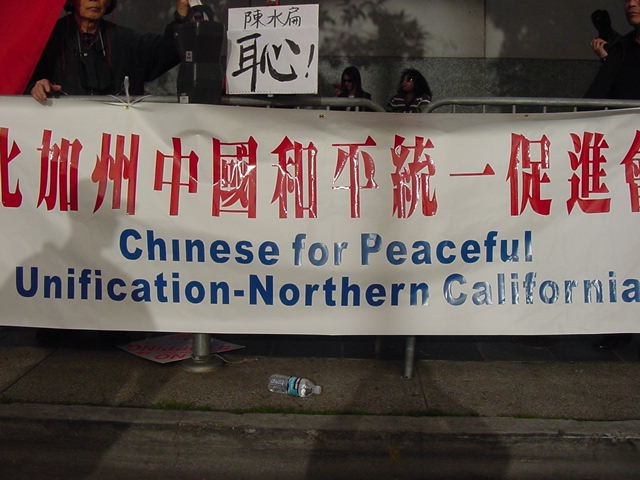 陳水扁
恥!
北加州中國和平統一促進會
Chinese for Peaceful
Unification-Northern California